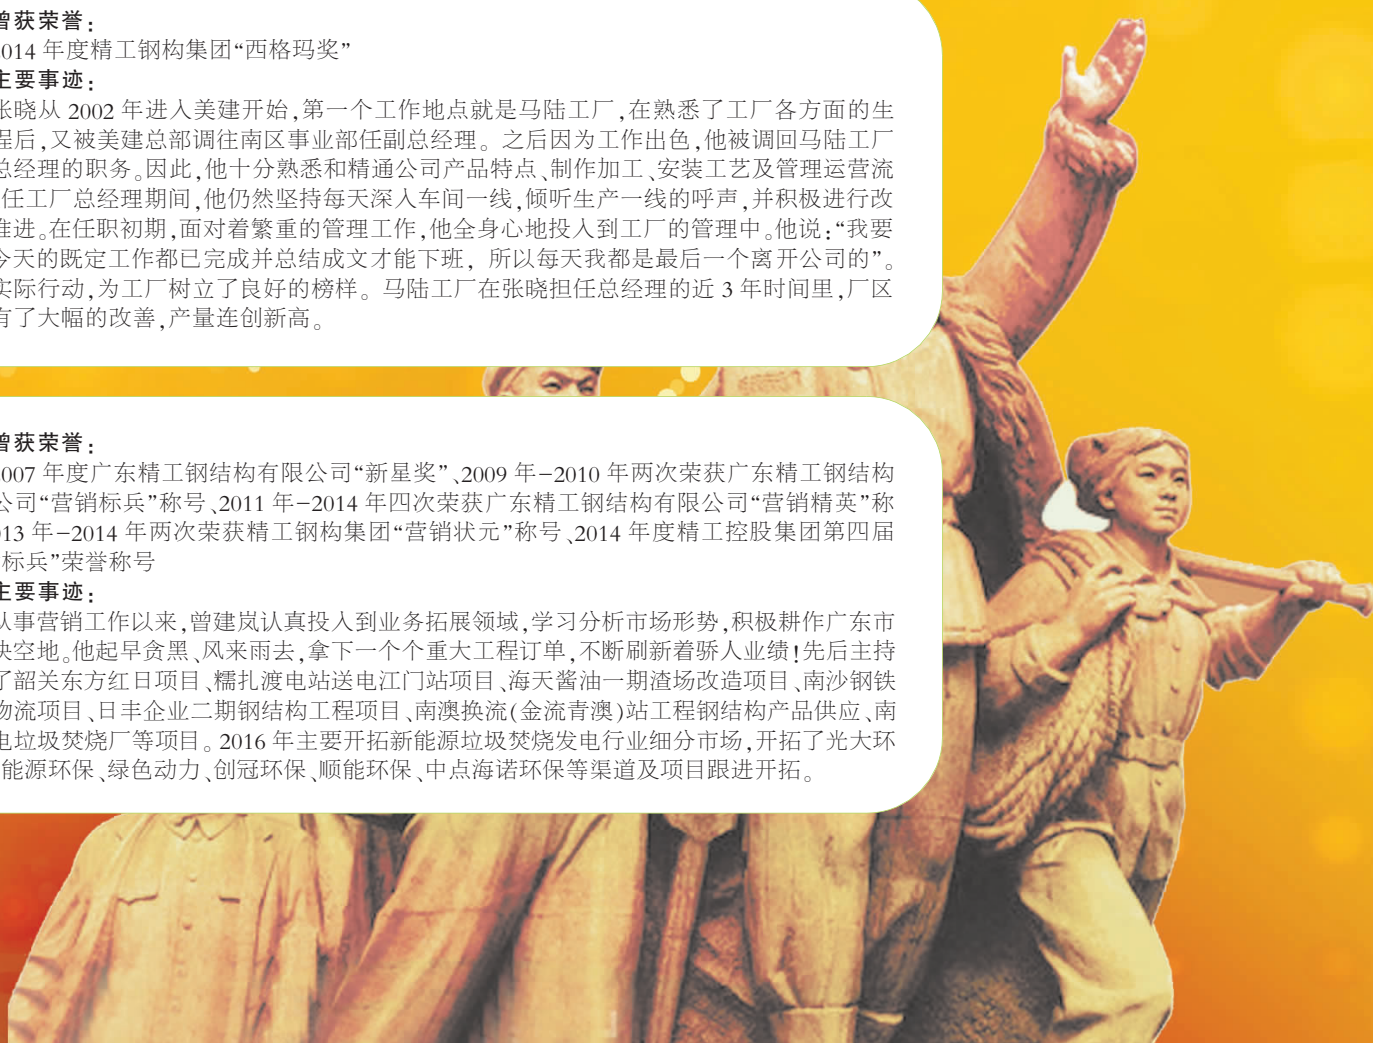 曾获荣誉：
2014 年度精工钢构集团“西格玛奖”
主要事迹：
张晓从 2002 年进入美建开始，第一个工作地点就是马陆工厂，在熟悉了工厂各方面的生
程后，又被美建总部调往南区事业部任副总经理。之后因为工作出色，他被调回马陆工厂
总经理的职务。因此，他十分熟悉和精通公司产品特点、制作加工、安装工艺及管理运营流
任工厂总经理期间，他仍然坚持每天深入车间一线，倾听生产一线的呼声，并积极进行改
推进。在任职初期，面对着繁重的管理工作，他全身心地投入到工厂的管理中。他说：“我要
今天的既定工作都已完成并总结成文才能下班，所以每天我都是最后一个离开公司的”。
实际行动，为工厂树立了良好的榜样。马陆工厂在张晓担任总经理的近 3 年时间里，厂区
有了大幅的改善，产量连创新高。
曾获荣誉：
2007 年度广东精工钢结构有限公司“新星奖”、2009 年－2010 年两次荣获广东精工钢结构
公司“营销标兵”称号、2011 年－2014 年四次荣获广东精工钢结构有限公司“营销精英”称
013 年－2014 年两次荣获精工钢构集团“营销状元”称号、2014 年度精工控股集团第四届
标兵”荣誉称号
主要事迹：
从事营销工作以来，曾建岚认真投入到业务拓展领域，学习分析市场形势，积极耕作广东市
块空地。他起早贪黑、风来雨去，拿下一个个重大工程订单，不断刷新着骄人业绩！先后主持
了韶关东方红日项目、糯扎渡电站送电江门站项目、海天酱油一期渣场改造项目、南沙钢铁
物流项目、日丰企业二期钢结构工程项目、南澳换流（金流青澳）站工程钢结构产品供应、南
电垃圾焚烧厂等项目。2016 年主要开拓新能源垃圾焚烧发电行业细分市场，开拓了光大环
能源环保、绿色动力、创冠环保、顺能环保、中点海诺环保等渠道及项目跟进开拓。